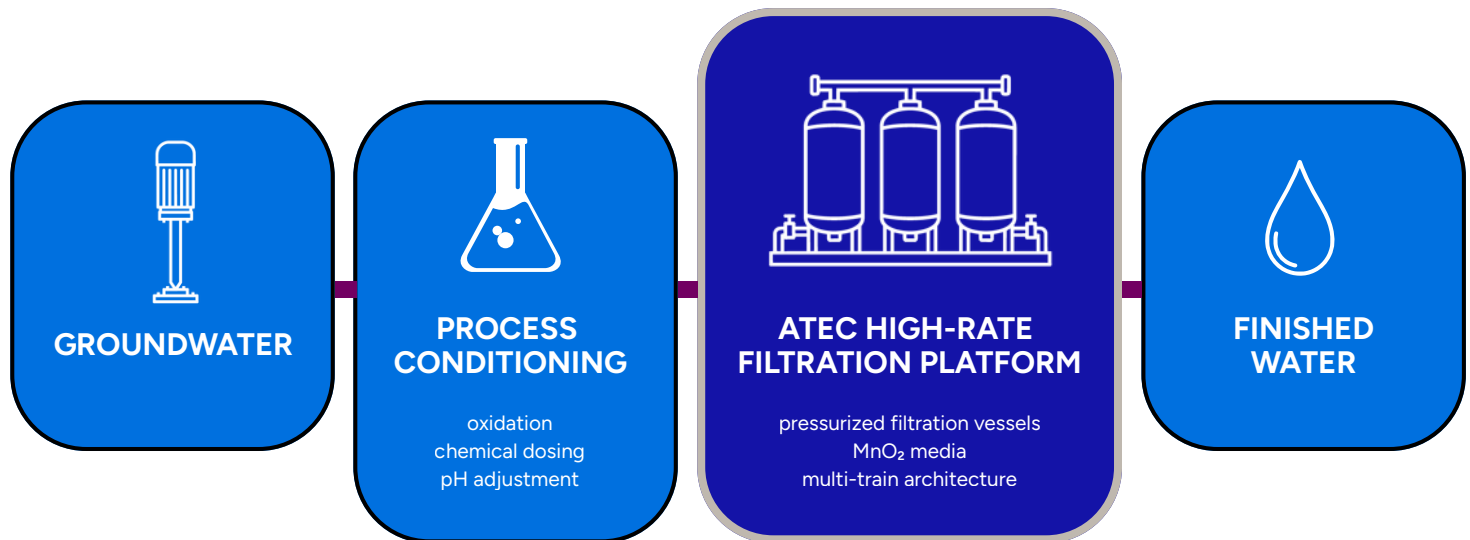 GROUNDWATER
PROCESS
CONDITIONING
oxidation
chemical dosing
pH adjustment
ATEC HIGH-RATE
FILTRATION PLATFORM
pressurized filtration vessels
MnO₂ media
multi-train architecture
FINISHED
WATER